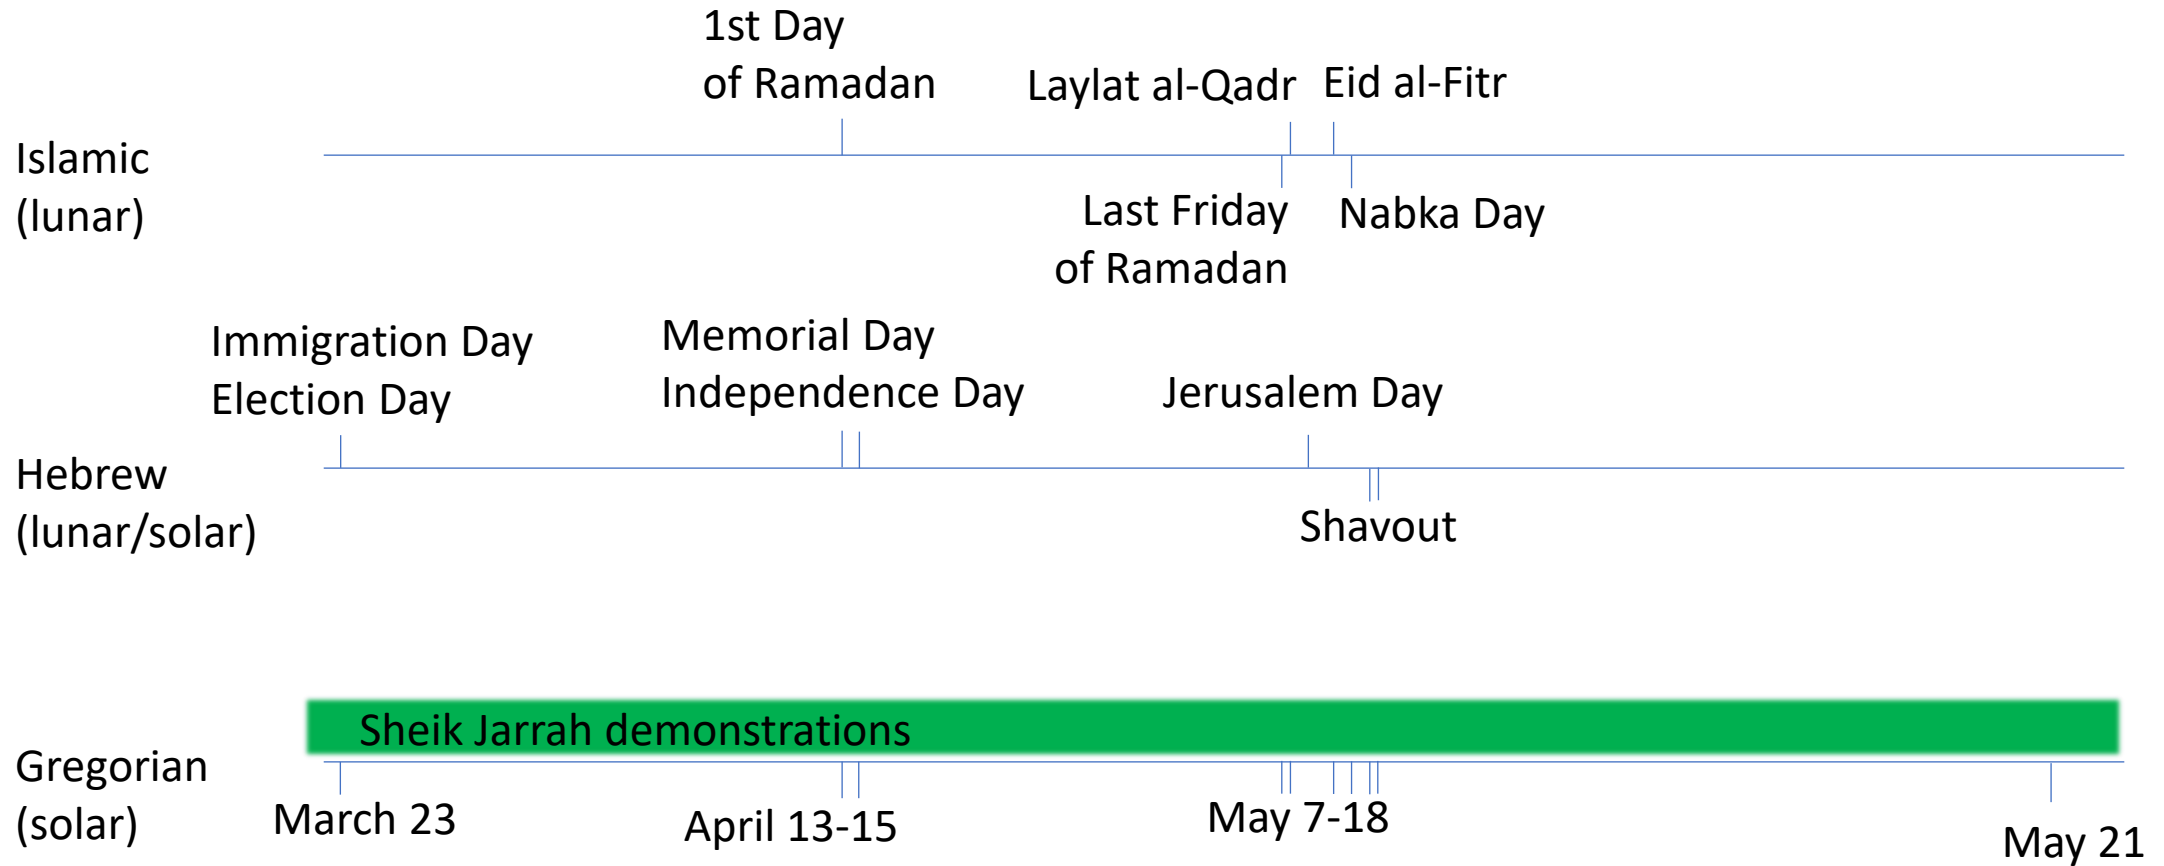 1st Day
of Ramadan
Laylat al-Qadr
Eid al-Fitr
Islamic
(lunar)
Last Friday
of Ramadan
Nabka Day
Immigration Day
Election Day
Memorial Day
Independence Day
Jerusalem Day
Hebrew
(lunar/solar)
Shavout
Sheik Jarrah demonstrations
Gregorian
(solar)
March 23
April 13-15
May 7-18
May 21